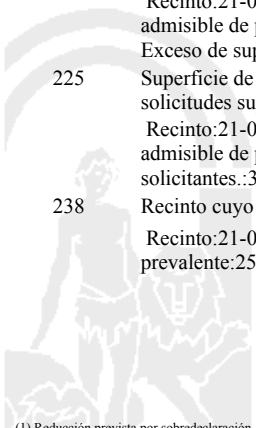 Recinto:21-0
admisible de p
Exceso de sup
225 Superficie de
solicitudes su
Recinto:21-0
admisible de p
solicitantes.:3
238 Recinto cuyo
Recinto:21-0
prevalente:25
(1) Reducción prevista por sobredeclaración